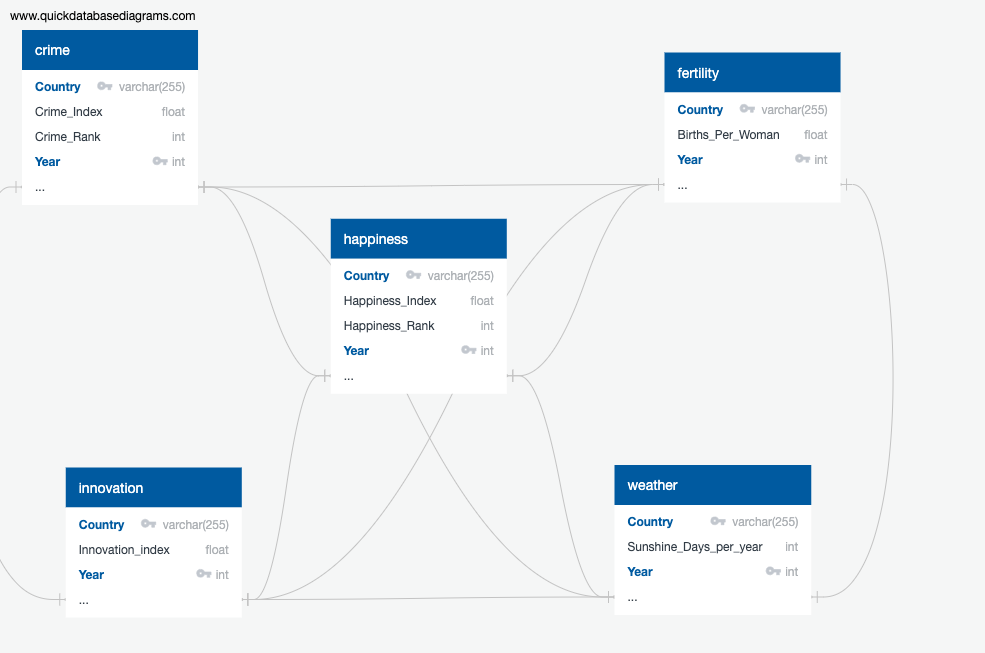 www.quickdatabasediagrams.com
crime
Country varchar(255)
Crime_Index float
Crime_Rank int
Year int
...
fertility
Country varchar(255)
Births_Per_Woman float
Year int
...
happiness
Country varchar(255)
Happiness_Index float
Happiness_Rank int
Year int
...
innovation
Country varchar(255)
Innovation_index float
Year int
...
weather
Country varchar(255)
Sunshine_Days_per_year int
Year int
...